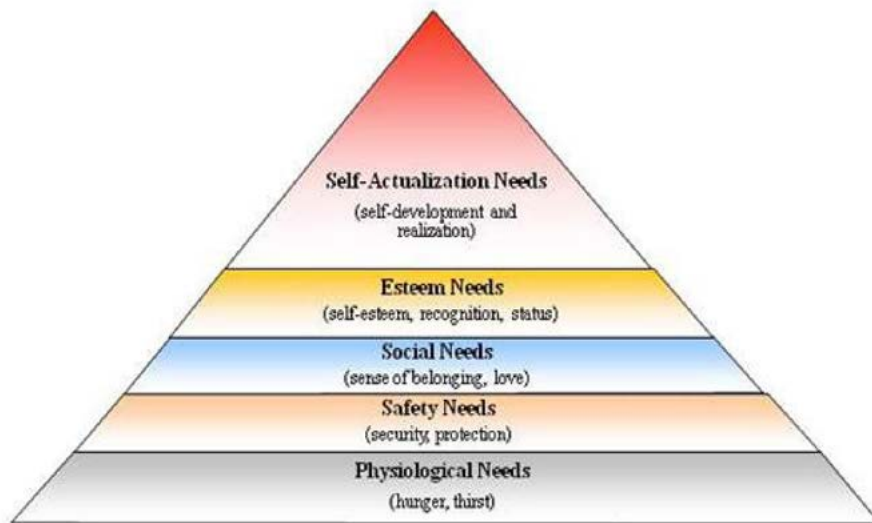 Self-Actualization Needs
(self-development and
realization)
Esteem Needs
(self-esteem, recognition, status)
Social Needs
(sense of belonging, love)
Safety Needs
(security, protection)
Physiological Needs
(hunger, thirst)